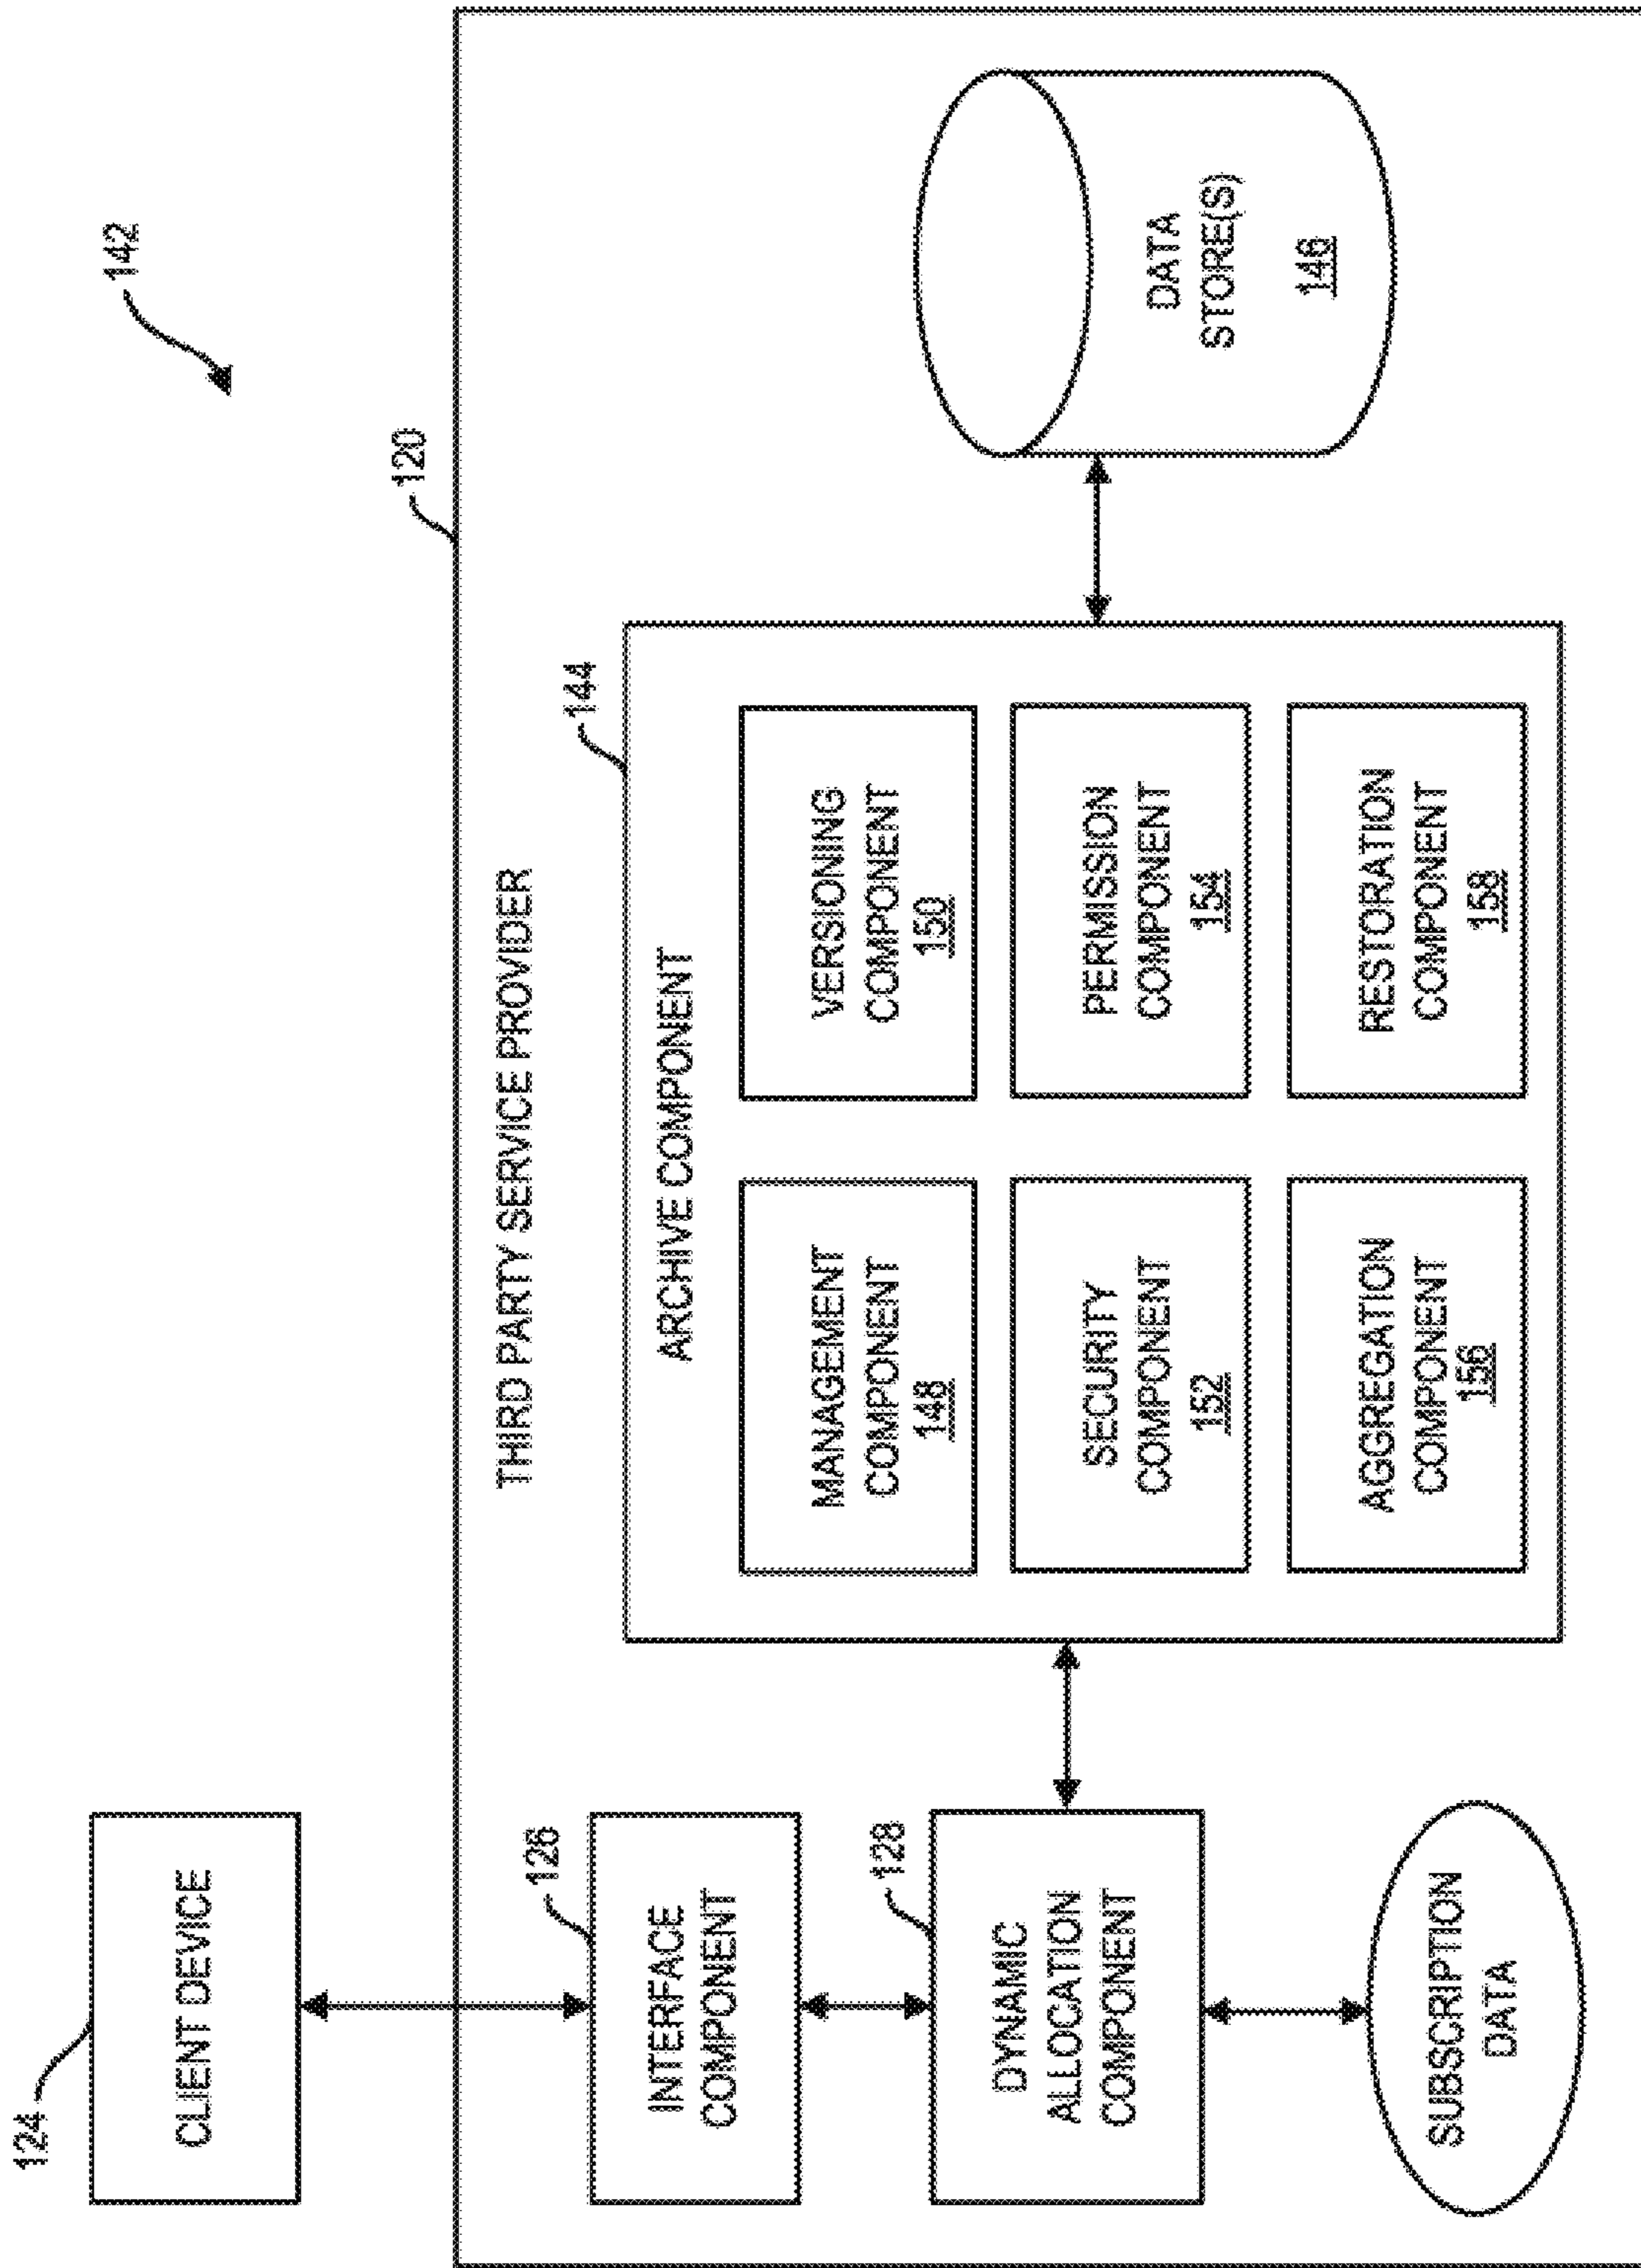 142
124
CLIENT DEVICE
120
THIRD PARTY SERVICE PROVIDER
126
INTERFACE
COMPONENT
144
ARCHIVE COMPONENT
MANAGEMENT
COMPONENT
148
VERSIONING
COMPONENT
150
128
DYNAMIC
ALLOCATION
COMPONENT
SECURITY
COMPONENT
152
PERMISSION
COMPONENT
154
DATA
STORE(S)
146
AGGREGATION
COMPONENT
156
RESTORATION
COMPONENT
158
SUBSCRIPTION
DATA